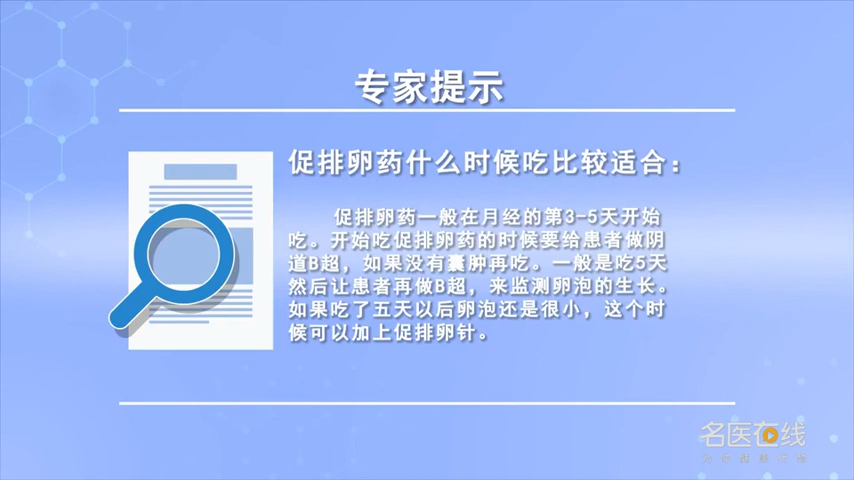 专家提示
促排卵药什么时候吃比较适合：
促排卵药一般在月经的第3-5天开始
吃。开始吃促排卵药的时候要给患者做阴
道B超，如果没有囊肿再吃。一般是吃5天
然后让患者再做B超，来监测卵泡的生长。
如果吃了五天以后卵泡还是很小，这个时
候可以加上促排卵针。
名医在线